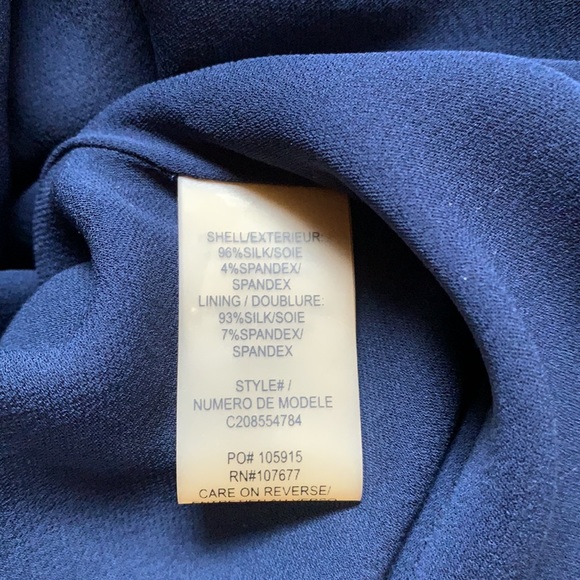 SHELL/EXTERIEUR:
96%SILK/SOIE
4%SPANDEX/
SPANDEX
LINING / DOUBLURE:
93%SILK/SOIE
7%SPANDEX/
SPANDEX
STYLE# /
NUMERO DE MODELE
C208554784
PO# 105915
RN#107677
CARE ON REVERSE/